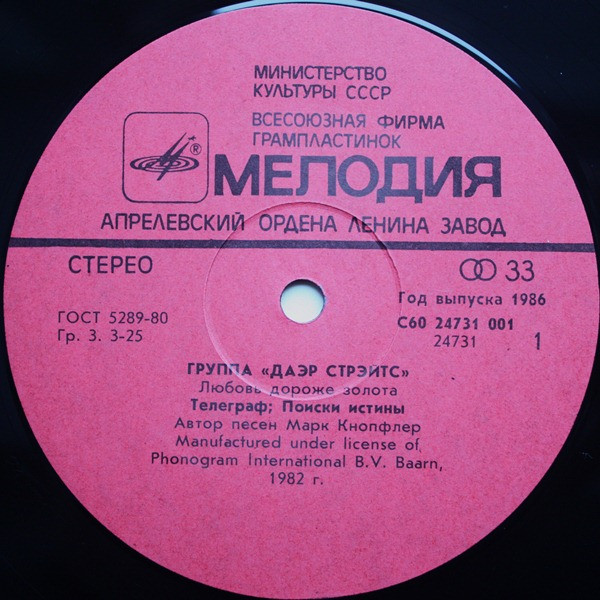 МИНИСТЕРСТВО
КУЛЬТУРЫ СССР
ВСЕСОЮЗНАЯ ФИРМА
ГРАМПЛАСТИНОК
®
МЕЛОДИЯ
АПРЕЛЕВСКИЙ ОРДЕНА ЛЕНИНА ЗАВОД
СТЕРЕО
33
Год выпуска 1986
ГОСТ 5289-80
С60 24731 001
Гр. 3. 3-25
24731 1
ГРУППА «ДАЭР СТРЭЙТС»
Любовь дороже золота
Телеграф; Поиски истины
Автор песен Марк Кнопфлер
Manufactured under license of
Phonogram International B.V. Baarn,
1982 г.